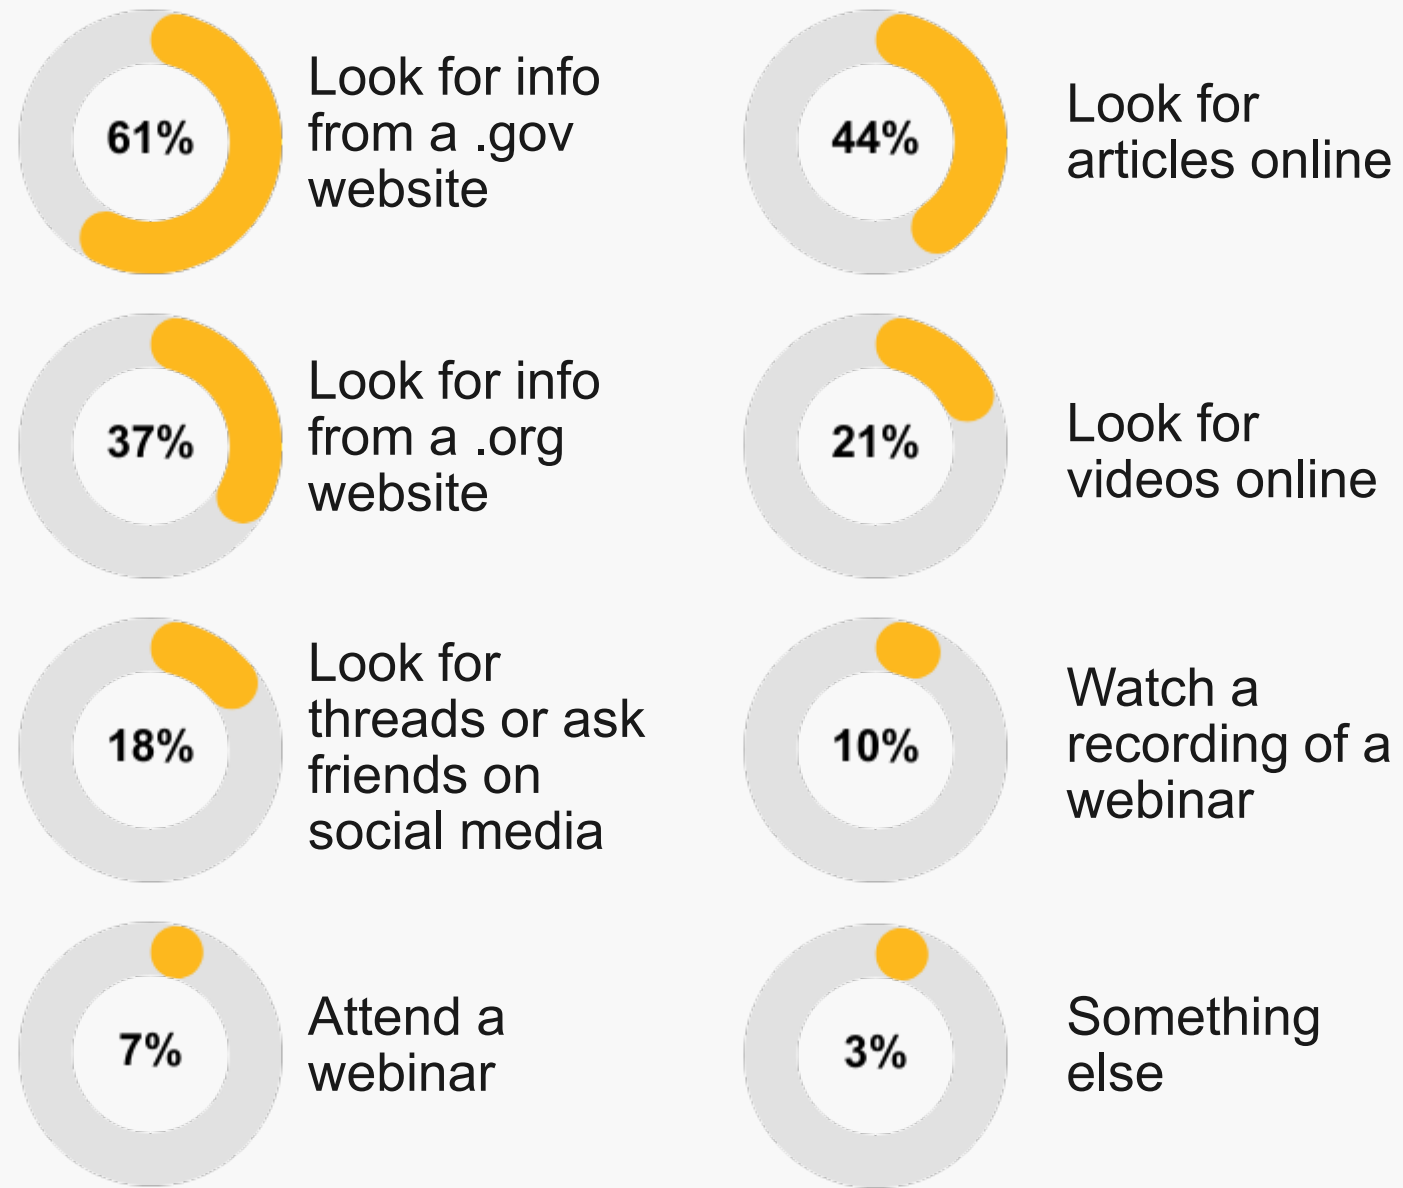 61%
Look for info
from a .gov
website
44%
Look for
articles online
37%
Look for info
from a .org
website
21%
Look for
videos online
18%
Look for
threads or ask
friends on
social media
10%
Watch a
recording of a
webinar
7%
Attend a
webinar
3%
Something
else